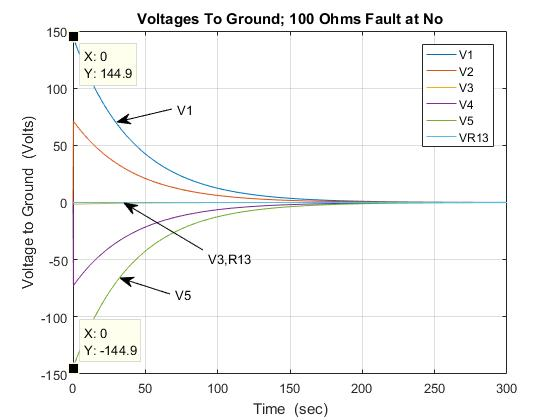 Voltages To Ground; 100 Ohms Fault at No
150
100
50
0
-50
-100
-150
Voltage to Ground (Volts)
X: 0
Y: 144.9
V1
V3,R13
V5
X: 0
Y: -144.9
V1
V2
V3
V4
V5
VR13
0
50
100
150
200
250
300
Time (sec)